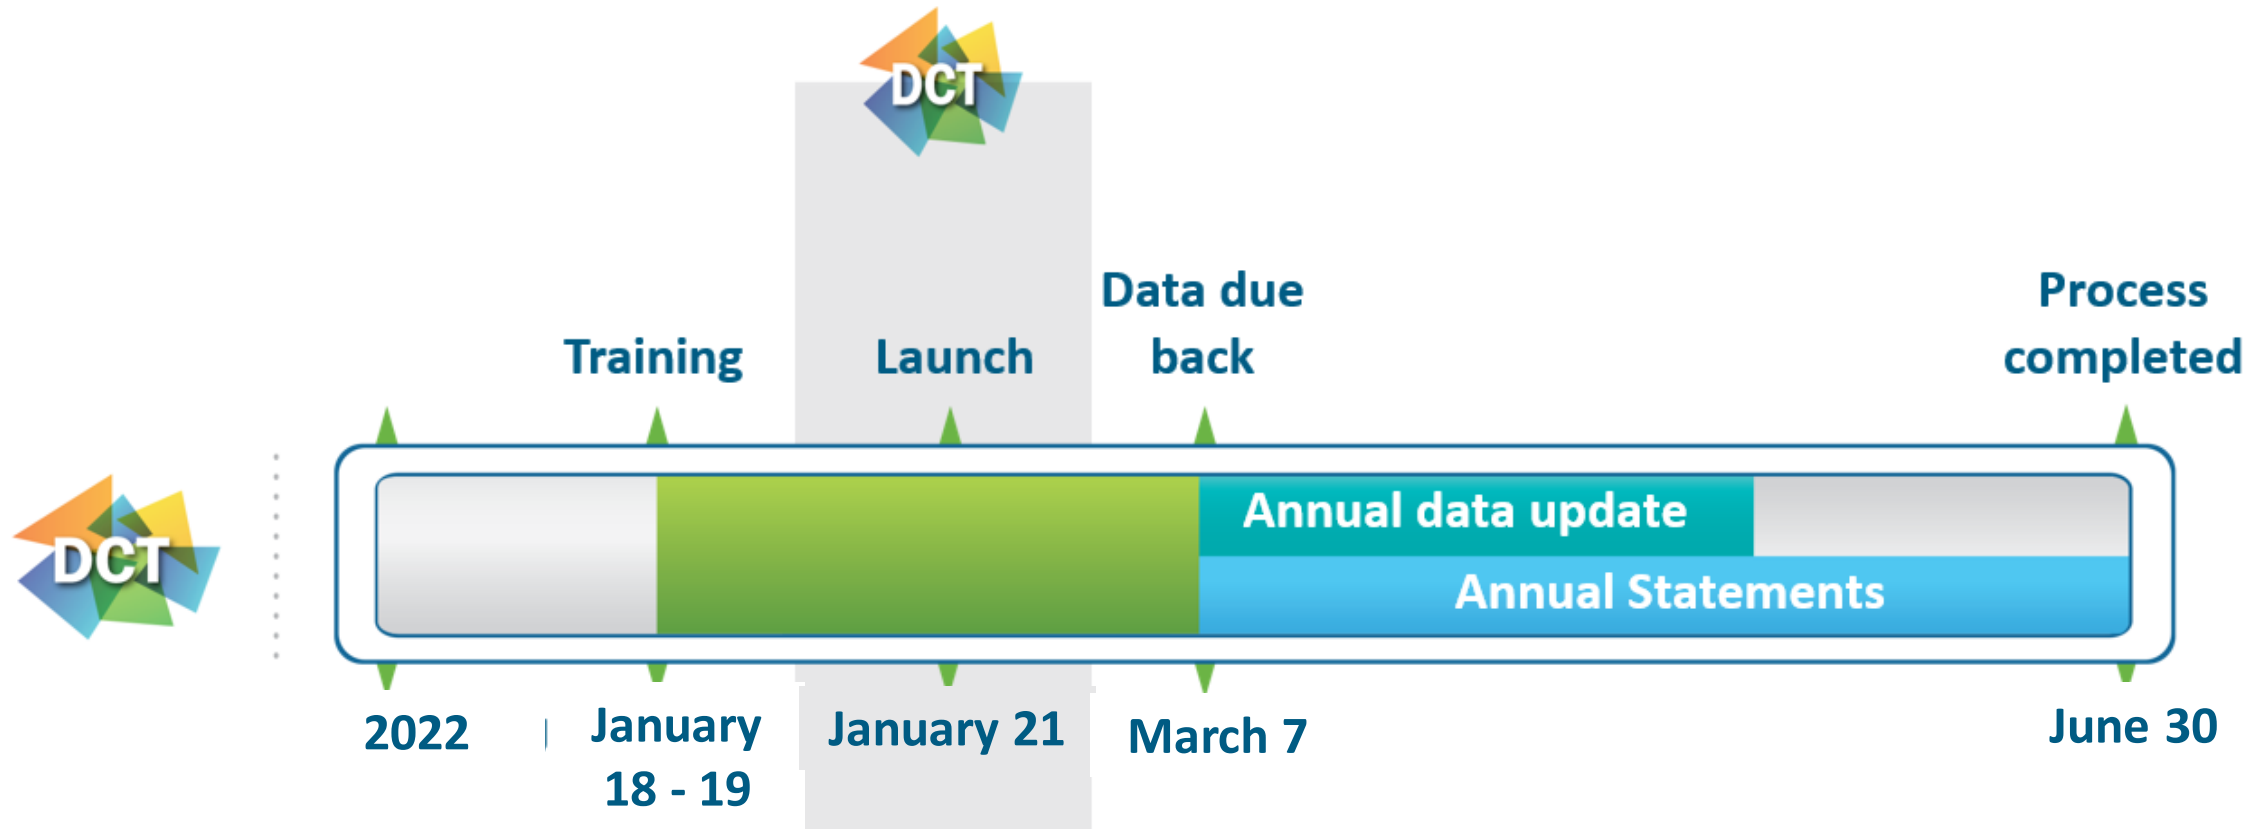 DCT
Data due
back
Process
completed
Training
Launch
DCT
Annual data update
Annual Statements
2022
January
18 - 19
January 21
March 7
June 30